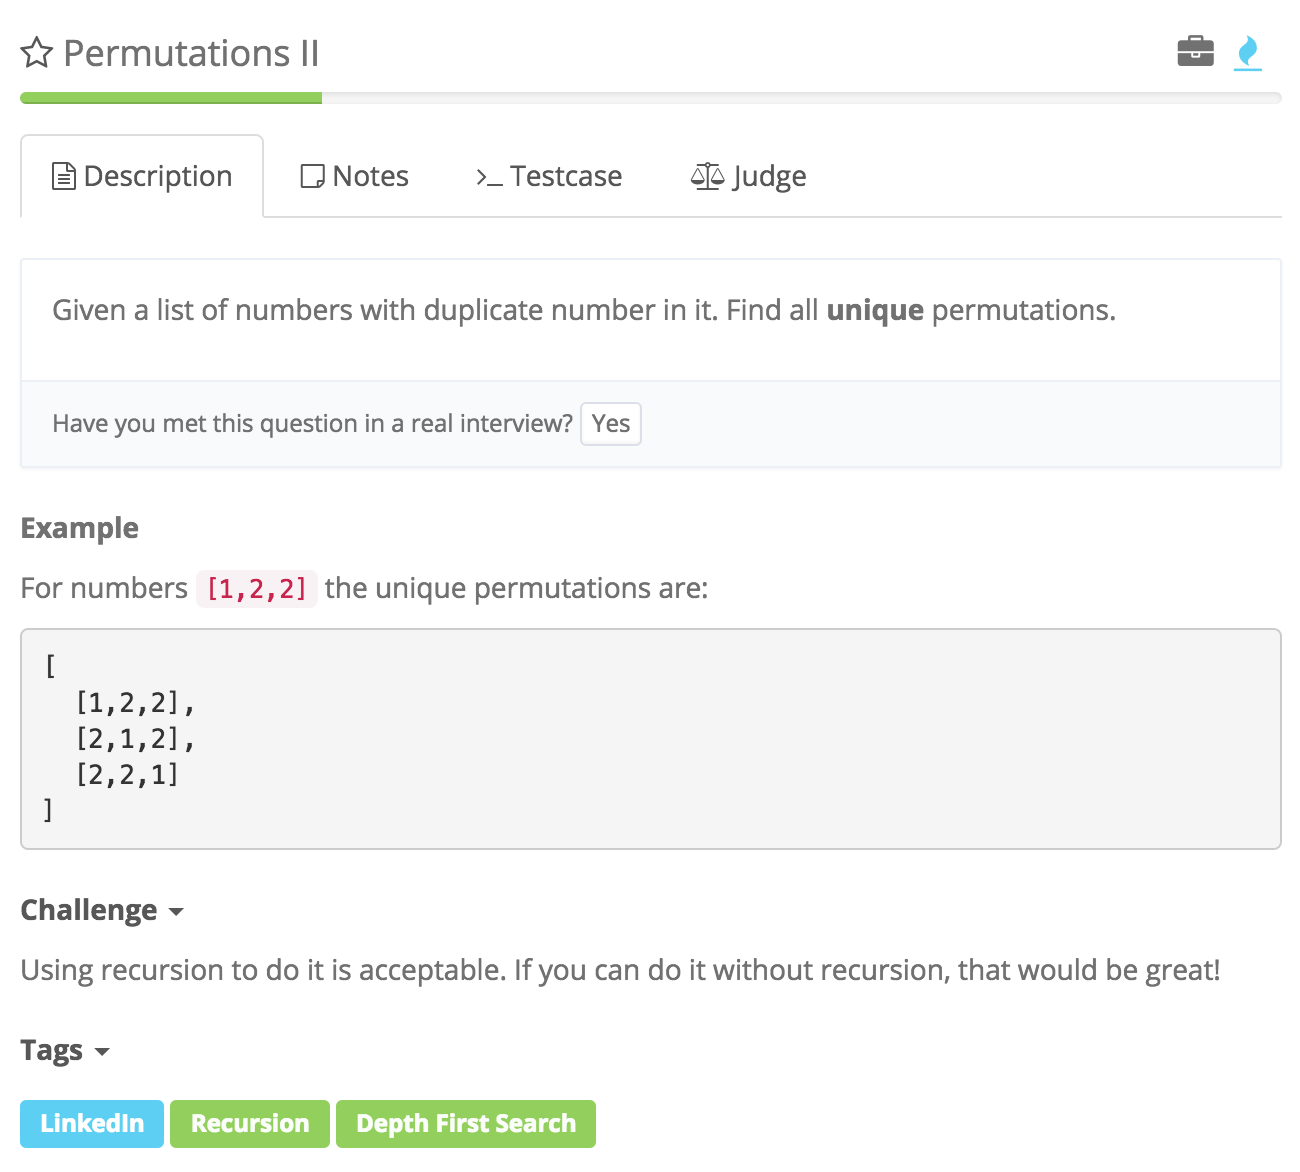 Permutations II
Description Notes >_ Testcase Judge
Given a list of numbers with duplicate number in it. Find all unique permutations.
Have you met this question in a real interview? Yes
Example
For numbers [1,2,2] the unique permutations are:
[
  [1,2,2],
  [2,1,2],
  [2,2,1]
]
Challenge
Using recursion to do it is acceptable. If you can do it without recursion, that would be great!
Tags
LinkedIn Recursion Depth First Search